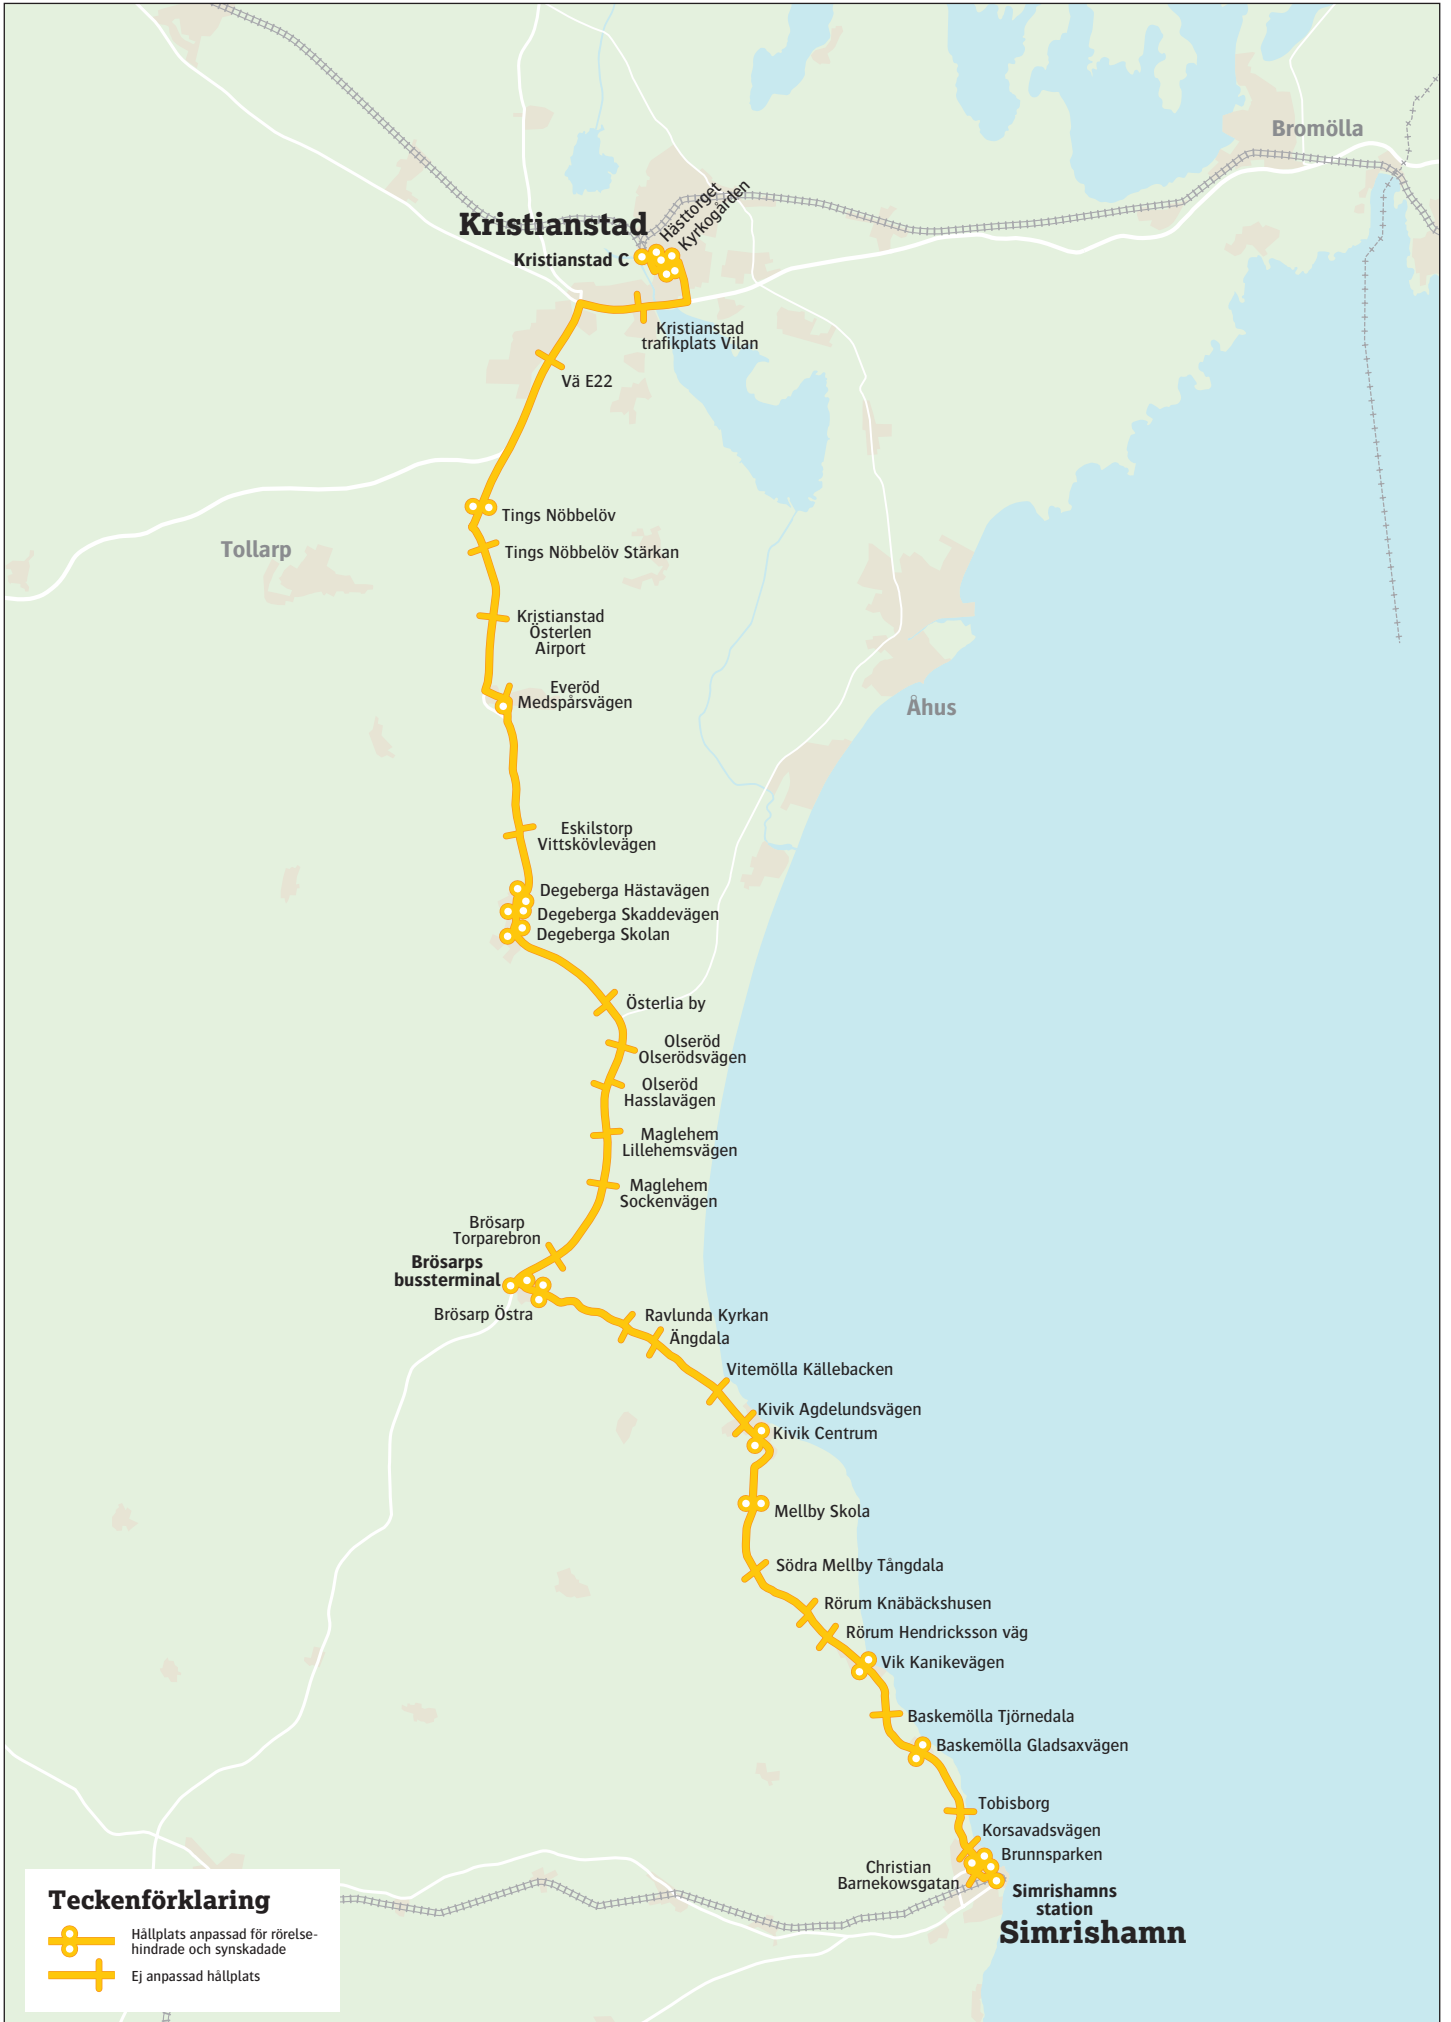 Bromölla
Hästtorget
Kyrkogården
Kristianstad
Kristianstad C
Kristianstad
trafikplats Vilan
Vä E22
Tings Nöbbelöv
Tollarp
Tings Nöbbelöv Stärkan
Kristianstad
Österlen
Airport
Everöd
Medspårsvägen
Åhus
Eskilstorp
Vittskövlevägen
Degeberga Hästavägen
Degeberga Skaddevägen
Degeberga Skolan
Österlia by
Olseröd
Olserödsvägen
Olseröd
Hasslavägen
Maglehem
Lillehemsvägen
Maglehem
Sockenvägen
Brösarp
Torparebron
Brösarps
bussterminal
Brösarp Östra
Ravlunda Kyrkan
Ängdala
Vitemölla Källebacken
Kivik Agdelundsvägen
Kivik Centrum
Mellby Skola
Södra Mellby Tångdala
Rörum Knäbäckshusen
Rörum Hendricksson väg
Vik Kanikevägen
Baskemölla Tjörnedala
Baskemölla Gladsaxvägen
Tobisborg
Korsavadsvägen
Brunnsparken
Christian
Barnekowsgatan
Simrishamns
station
Simrishamn
Teckenförklaring
Hållplats anpassad för rörelse-
hindrade och synskadade
Ej anpassad hållplats